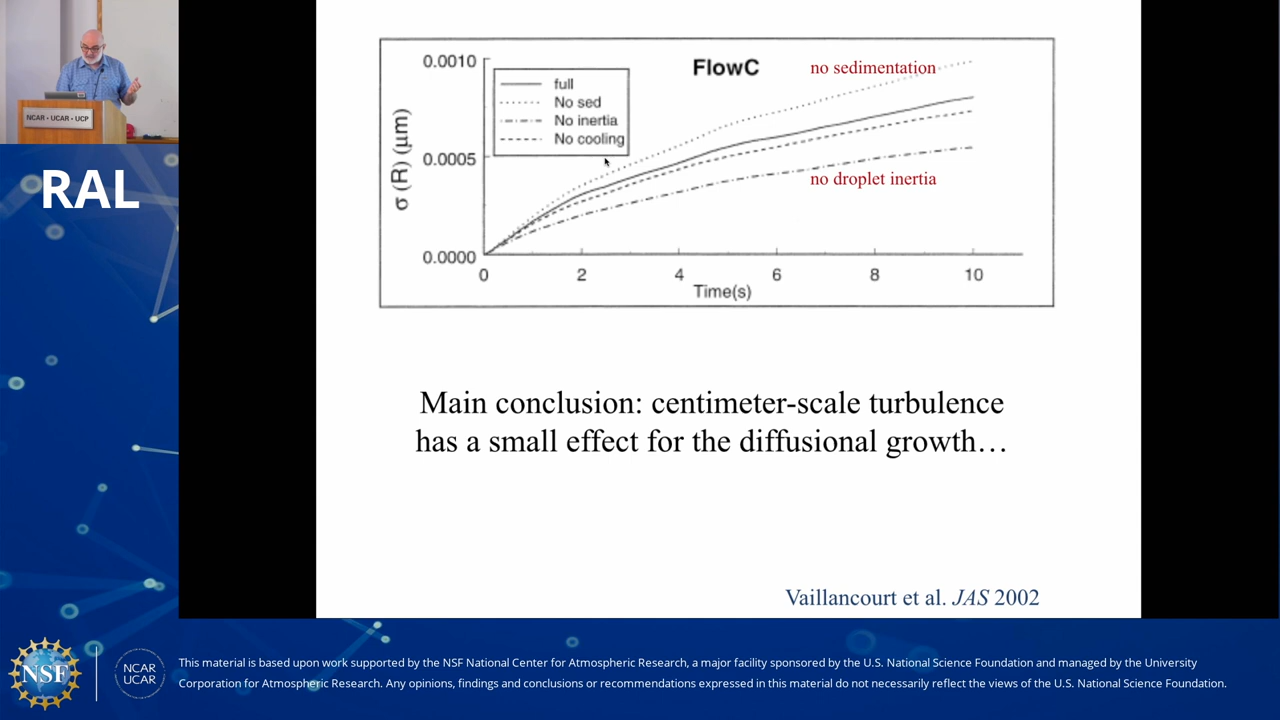 NCAR • UCAR • UCP
RAL
FlowC
no sedimentation
full
No sed
No inertia
No cooling
no droplet inertia
σ (R) (μm)
0.0010
0.0005
0.0000
0 2 4 6 8 10
Time(s)
Main conclusion: centimeter-scale turbulence
has a small effect for the diffusional growth…
Vaillancourt et al. JAS 2002
NSF
NCAR
UCAR
This material is based upon work supported by the NSF National Center for Atmospheric Research, a major facility sponsored by the U.S. National Science Foundation and managed by the University
Corporation for Atmospheric Research. Any opinions, findings and conclusions or recommendations expressed in this material do not necessarily reflect the views of the U.S. National Science Foundation.